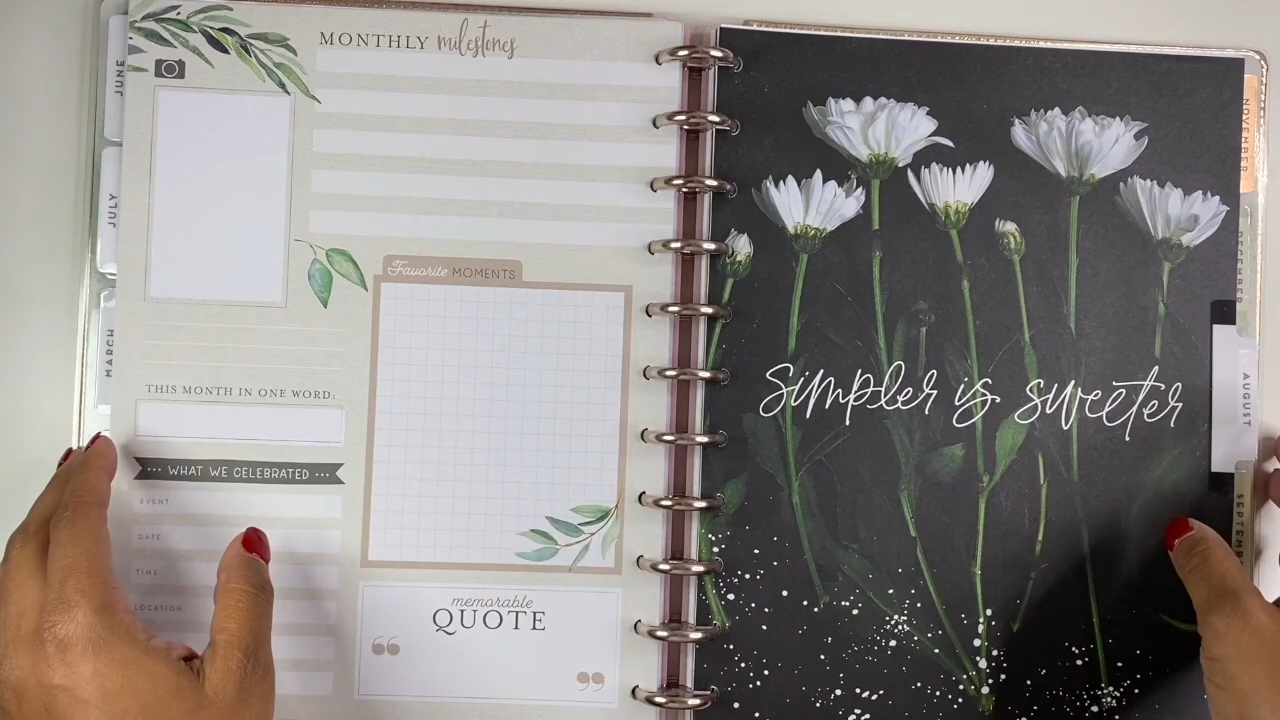 JUNE
JULY
MARCH
MONTHLY milestones
Favorite MOMENTS
THIS MONTH IN ONE WORD:
WHAT WE CELEBRATED
EVENT:
DATE:
TIME:
LOCATION:
memorable
QUOTE
“
”
simpler is sweeter
NOVEMBER
DECEMBER
AUGUST
SEPTEMBER